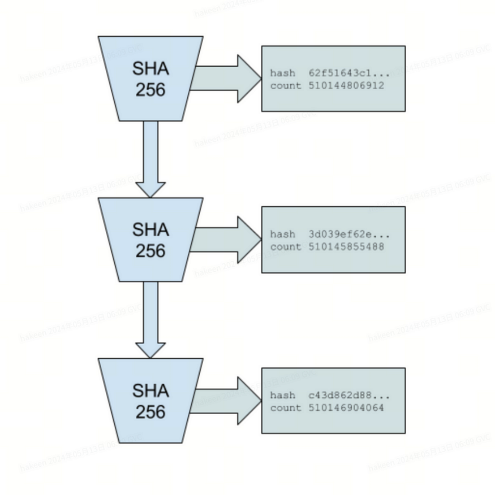 SHA
256
hash 62f51643c1...
count 510144806912
SHA
256
hash 3d039ef62e...
count 510145855488
SHA
256
hash c43d862d88...
count 510146904064